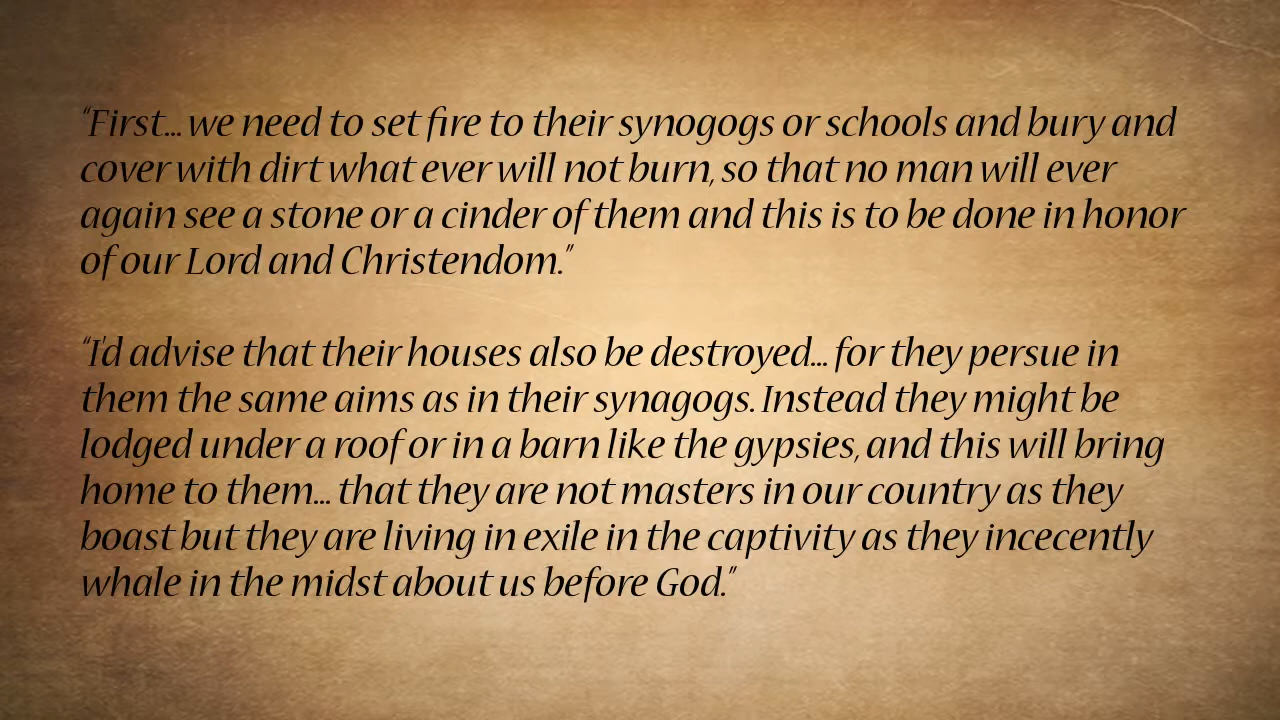 "First... we need to set fire to their synogogs or schools and bury and
cover with dirt what ever will not burn, so that no man will ever
again see a stone or a cinder of them and this is to be done in honor
of our Lord and Christendom."
"I'd advise that their houses also be destroyed... for they persue in
them the same aims as in their synagogs. Instead they might be
lodged under a roof or in a barn like the gypsies, and this will bring
home to them... that they are not masters in our country as they
boast but they are living in exile in the captivity as they incecently
whale in the midst about us before God."